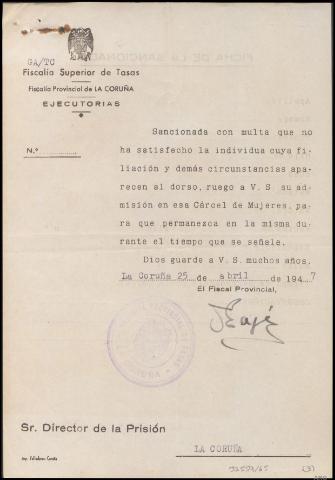 GA/TC
Fiscalía Superior de Tasas
Fiscalía Provincial de LA CORUÑA
EJECUTORIAS
N.º
Sancionada con multa que no
ha satisfecho la individua cuya fi-
liación y demás circunstancias apa-
recen al dorso, ruego a V. S. su ad-
misión en esa Cárcel de Mujeres, pa-
ra que permanezca en la misma du-
rante el tiempo que se señale.
Dios guarde a V. S. muchos años.
La Coruña 25 de abril de 1947
El Fiscal Provincial,
Sr. Director de la Prisión
LA CORUÑA